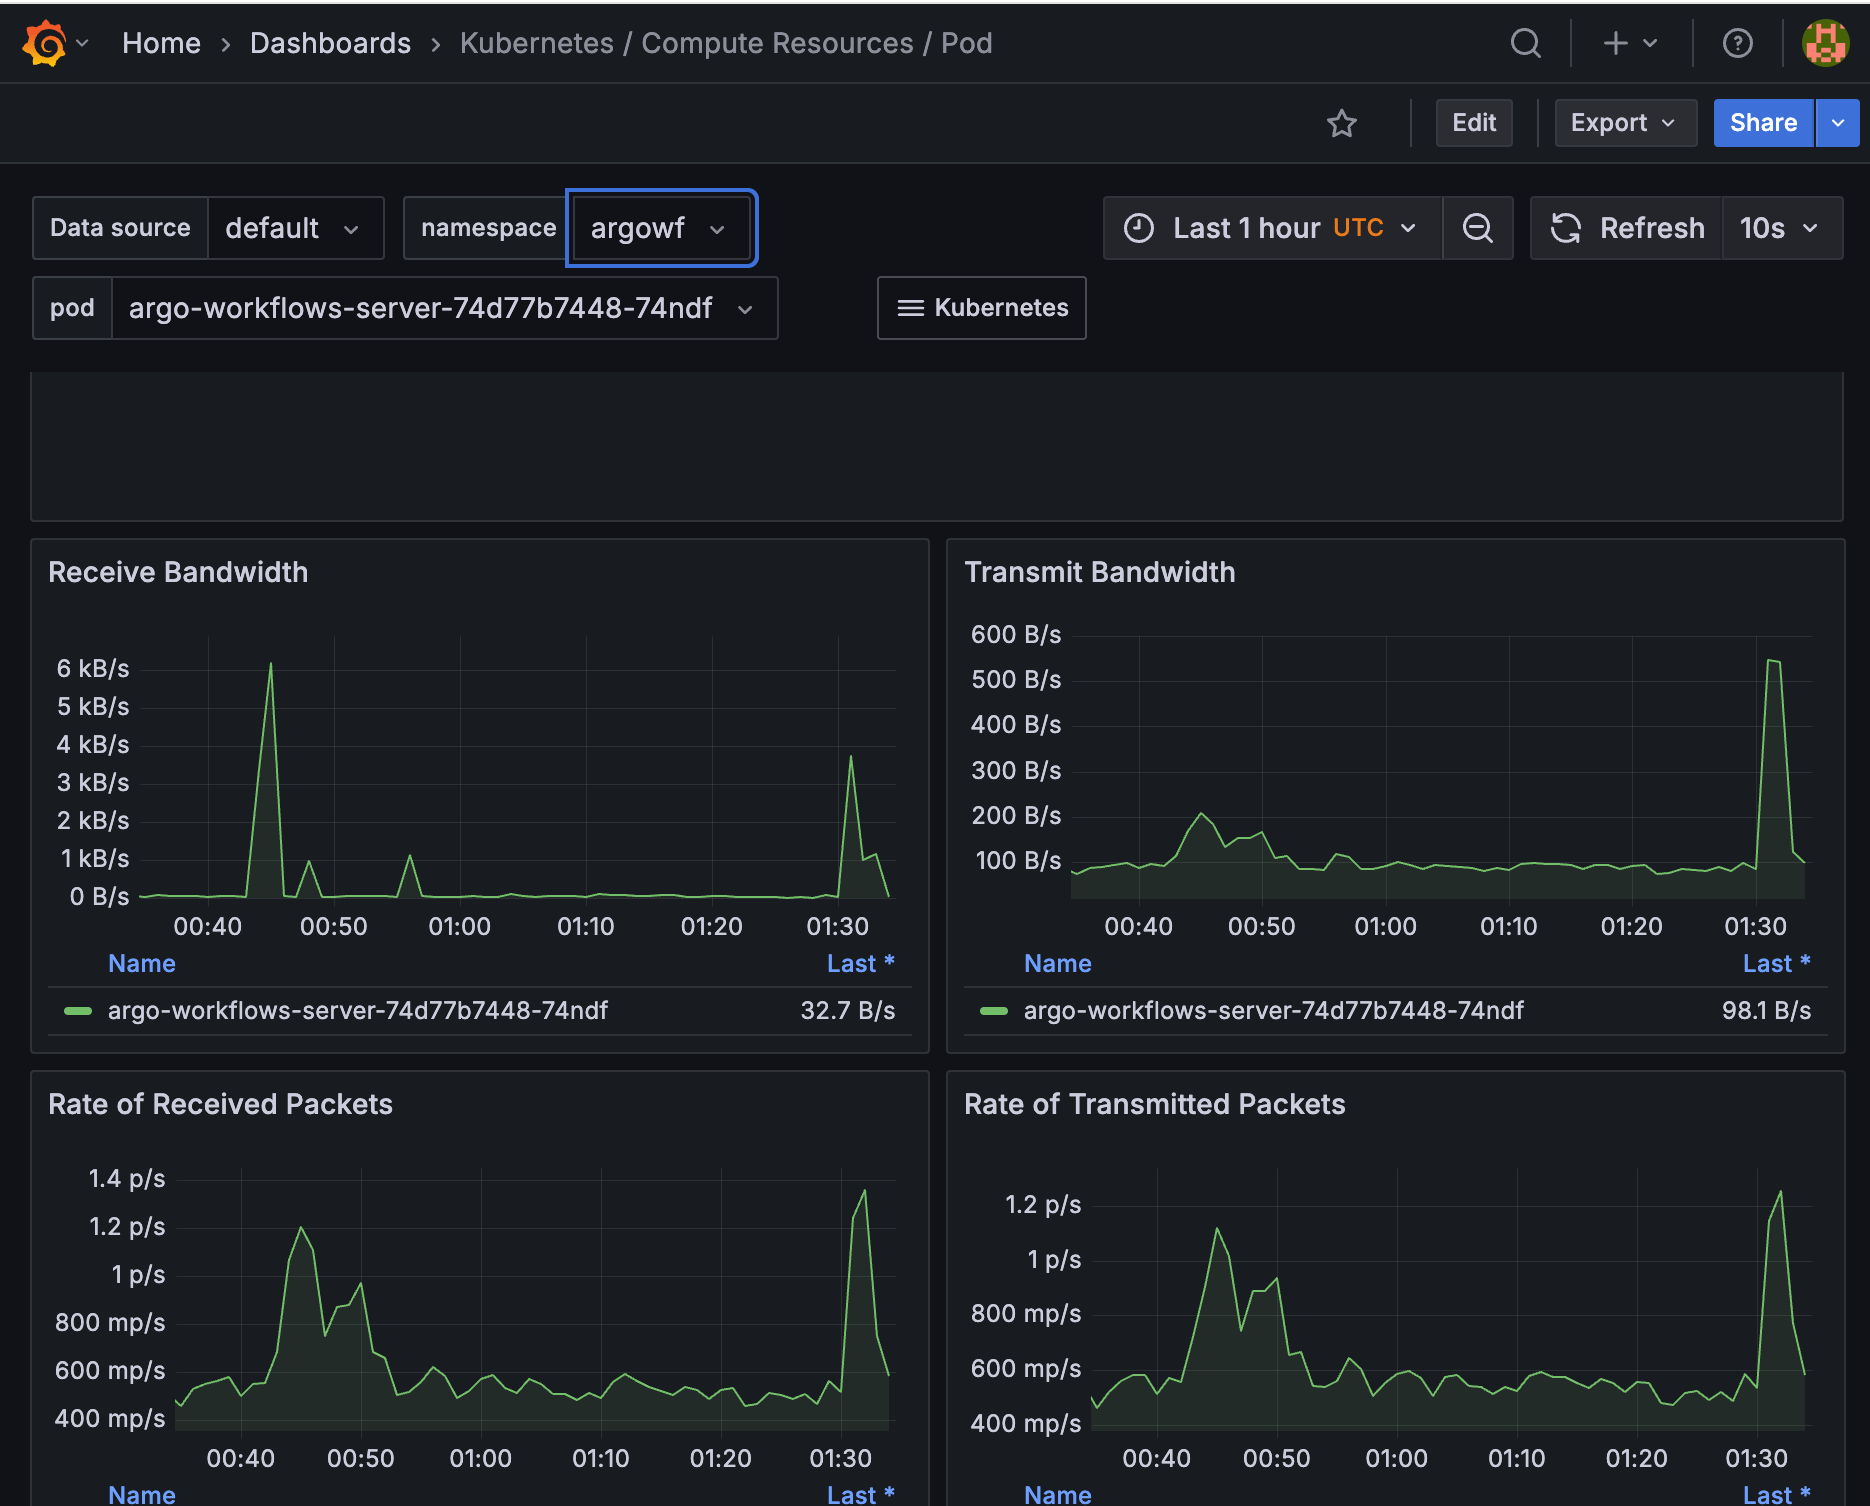 Home › Dashboards › Kubernetes / Compute Resources / Pod
Edit Export Share
Data source default namespace argowf Last 1 hour UTC Refresh 10s
pod argo-workflows-server-74d77b7448-74ndf Kubernetes
Receive Bandwidth
6 kB/s
5 kB/s
4 kB/s
3 kB/s
2 kB/s
1 kB/s
0 B/s
00:40 00:50 01:00 01:10 01:20 01:30
Name Last *
argo-workflows-server-74d77b7448-74ndf 32.7 B/s
Transmit Bandwidth
600 B/s
500 B/s
400 B/s
300 B/s
200 B/s
100 B/s
00:40 00:50 01:00 01:10 01:20 01:30
Name Last *
argo-workflows-server-74d77b7448-74ndf 98.1 B/s
Rate of Received Packets
1.4 p/s
1.2 p/s
1 p/s
800 mp/s
600 mp/s
400 mp/s
00:40 00:50 01:00 01:10 01:20 01:30
Name Last *
Rate of Transmitted Packets
1.2 p/s
1 p/s
800 mp/s
600 mp/s
400 mp/s
00:40 00:50 01:00 01:10 01:20 01:30
Name Last *